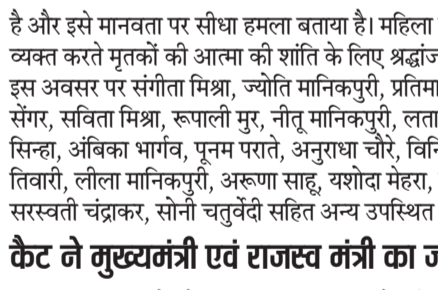 है और इसे मानवता पर सीधा हमला बताया है। महिला
व्यक्त करते मृतकों की आत्मा की शांति के लिए श्रद्धांज
इस अवसर पर संगीता मिश्रा, ज्योति मानिकपुरी, प्रतिमा
सेंगर, सविता मिश्रा, रूपाली मुर, नीतू मानिकपुरी, लता
सिन्हा, अंबिका भार्गव, पूनम पराते, अनुराधा चौरे, विनि
तिवारी, लीला मानिकपुरी, अरूणा साहू, यशोदा मेहरा,
सरस्वती चंद्राकर, सोनी चतुर्वेदी सहित अन्य उपस्थित
कैट ने मुख्यमंत्री एवं राजस्व मंत्री का ज